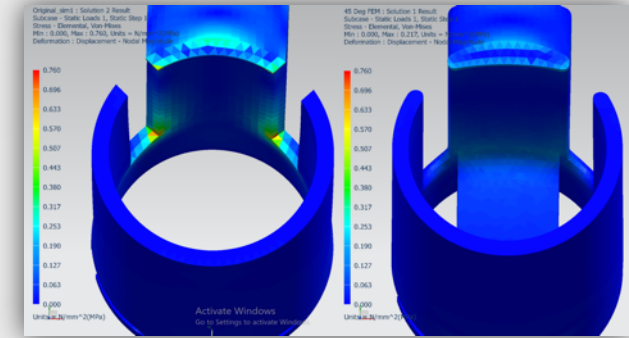 Original_sim1 : Solution 2 Result
Subcase - Static Loads 1, Static Step 1
Stress - Elemental, Von-Mises
Min : 0.000, Max : 0.760, Units = N/mm^2(MPa)
Deformation : Displacement - Nodal Magnitude
0.760
0.696
0.633
0.570
0.507
0.443
0.380
0.317
0.253
0.190
0.127
0.063
0.000
Units = N/mm^2(MPa)
Activate Windows
Go to Settings to activate Windows.
45 Deg FEM : Solution 1 Result
Subcase - Static Loads 1, Static Step 1
Stress - Elemental, Von-Mises
Min : 0.000, Max : 0.217, Units =
Deformation : Displacement - Nodal
0.760
0.696
0.633
0.570
0.507
0.443
0.380
0.317
0.253
0.190
0.127
0.063
0.000
Units = N/mm^2(MPa)